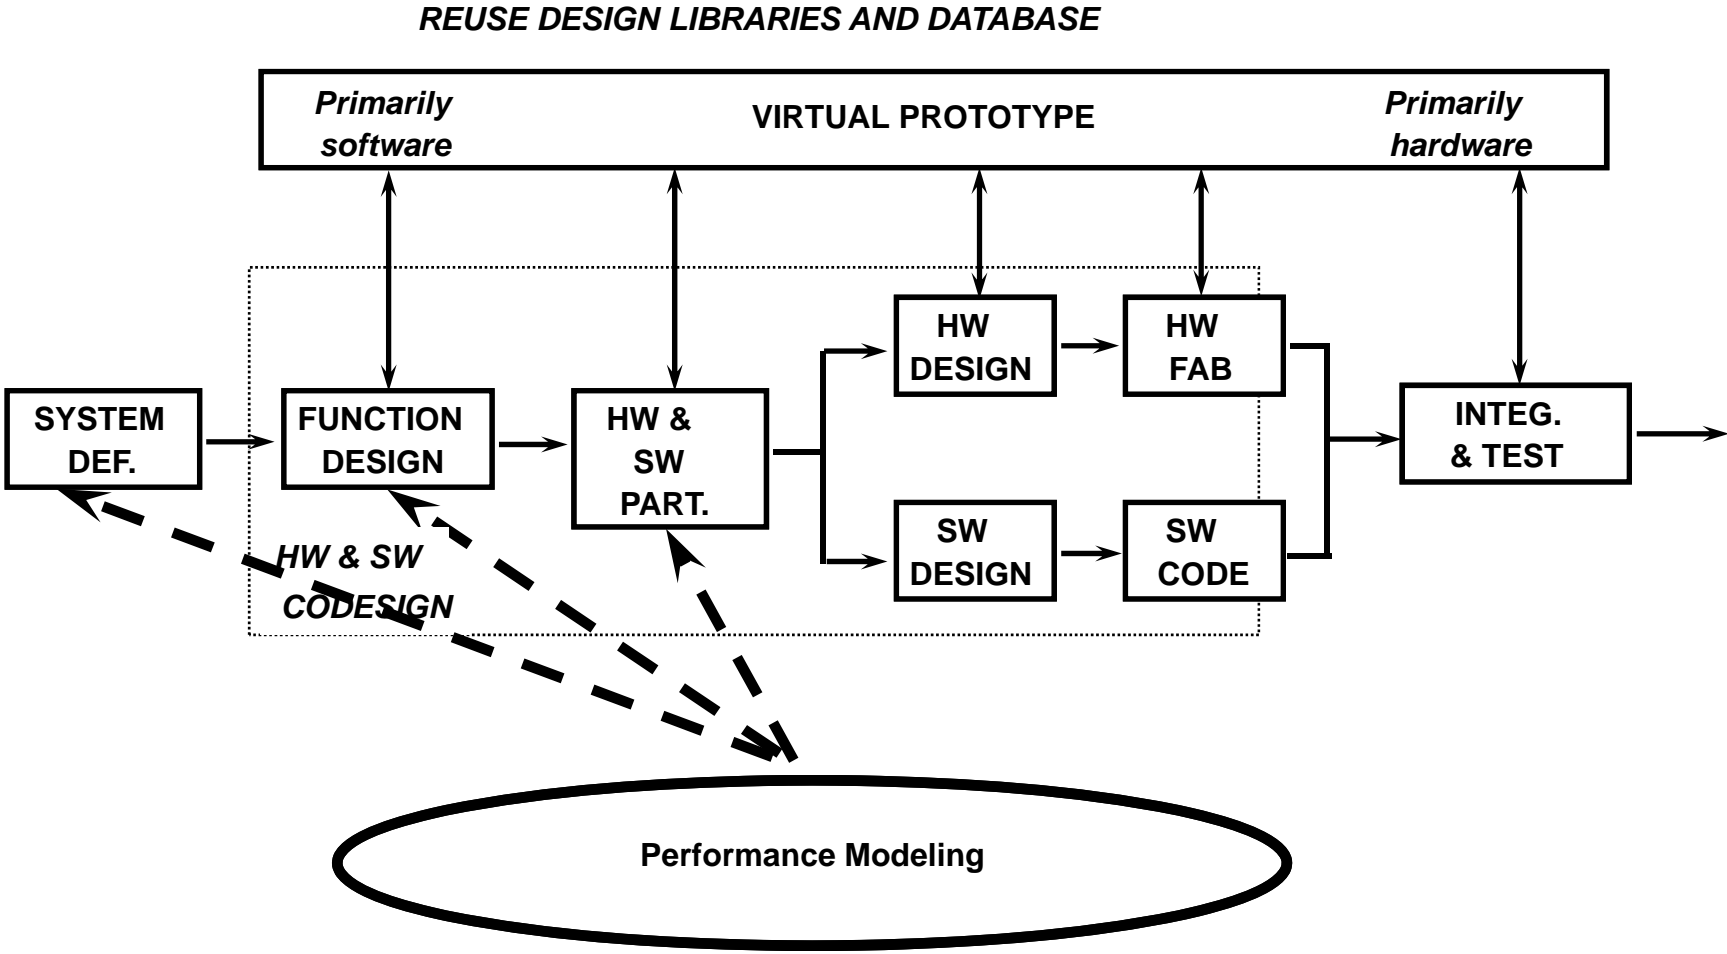 REUSE DESIGN LIBRARIES AND DATABASE
Primarily
software
VIRTUAL PROTOTYPE
Primarily
hardware
SYSTEM
DEF.
FUNCTION
DESIGN
HW &
SW
PART.
HW
DESIGN
HW
FAB
SW
DESIGN
SW
CODE
INTEG.
& TEST
HW & SW
CODESIGN
Performance Modeling